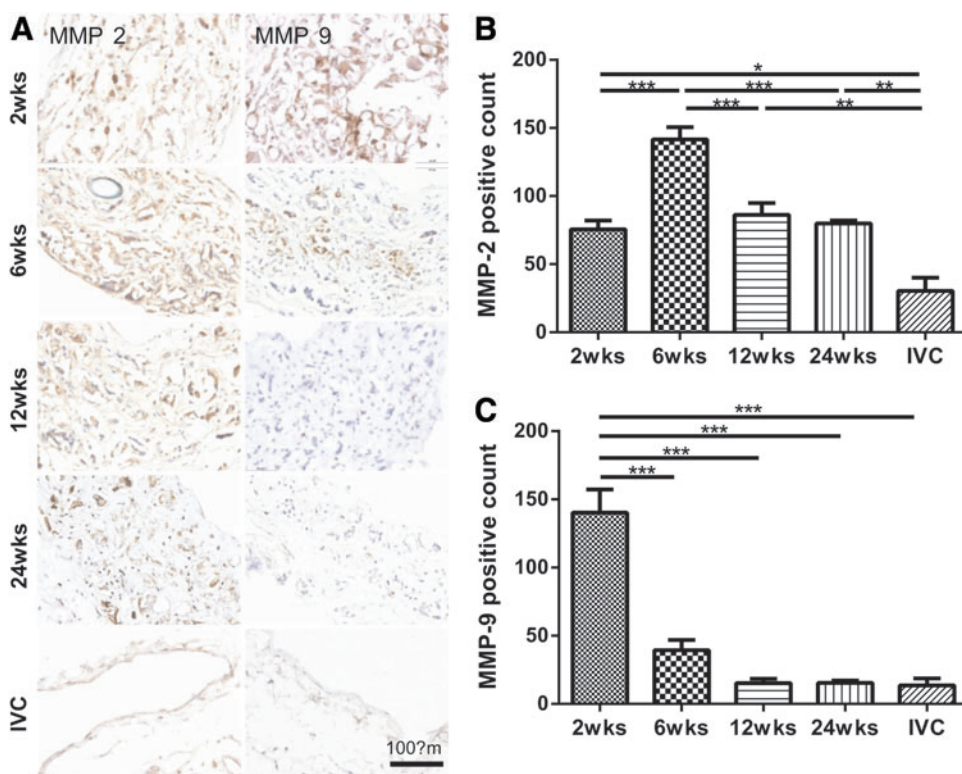 A
MMP 2
MMP 9
2wks
6wks
12wks
24wks
IVC
100?m
B
MMP-2 positive count
200
150
100
50
0
*
*** *** **
*** **
2wks 6wks 12wks 24wks IVC
C
MMP-9 positive count
200
150
100
50
0
***
***
***
***
2wks 6wks 12wks 24wks IVC